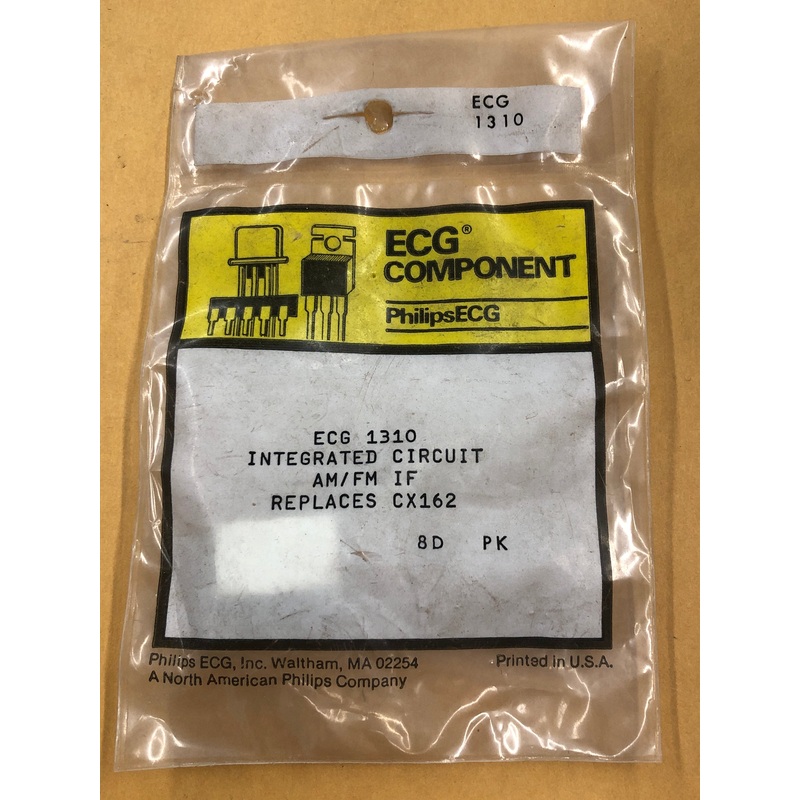 ECG
1310
ECG®
COMPONENT
PhilipsECG
ECG 1310
INTEGRATED CIRCUIT
AM/FM IF
REPLACES CX162
8D PK
Philips ECG, Inc. Waltham, MA 02254
Printed in U.S.A.
A North American Philips Company